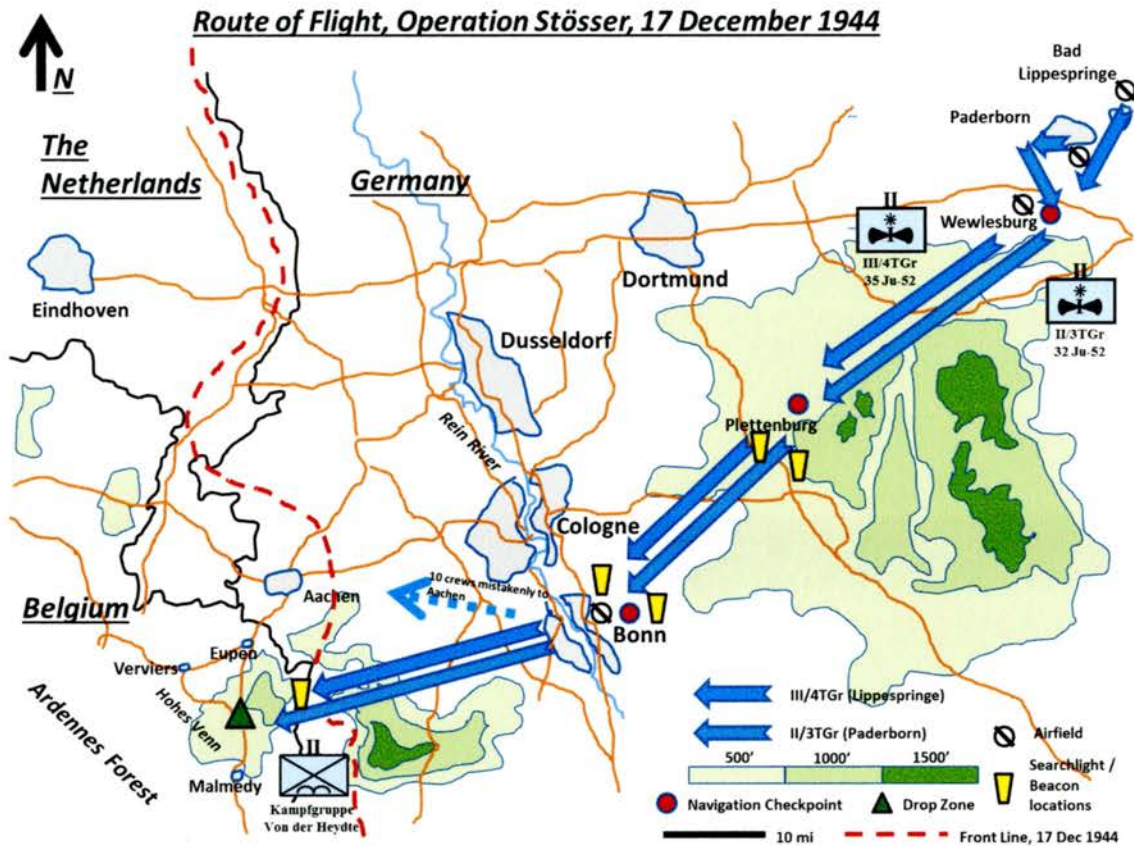 Route of Flight, Operation Stösser, 17 December 1944
N
Bad
Lippespringe
Paderborn
The
Netherlands
Germany
II
III/4TGr
35 Ju-52
Wewlesburg
II
II/3TGr
32 Ju-52
Eindhoven
Dortmund
Dusseldorf
Rein River
Plettenburg
Cologne
10 crews mistakenly to
Aachen
Aachen
Bonn
Belgium
Eupen
Verviers
Hohes Venn
Ardennes Forest
Malmedy
II
Kampfgruppe
Von der Heydte
III/4TGr (Lippespringe)
II/3TGr (Paderborn)
Airfield
500' 1000' 1500'
Searchlight /
Beacon
locations
Navigation Checkpoint
Drop Zone
10 mi
Front Line, 17 Dec 1944